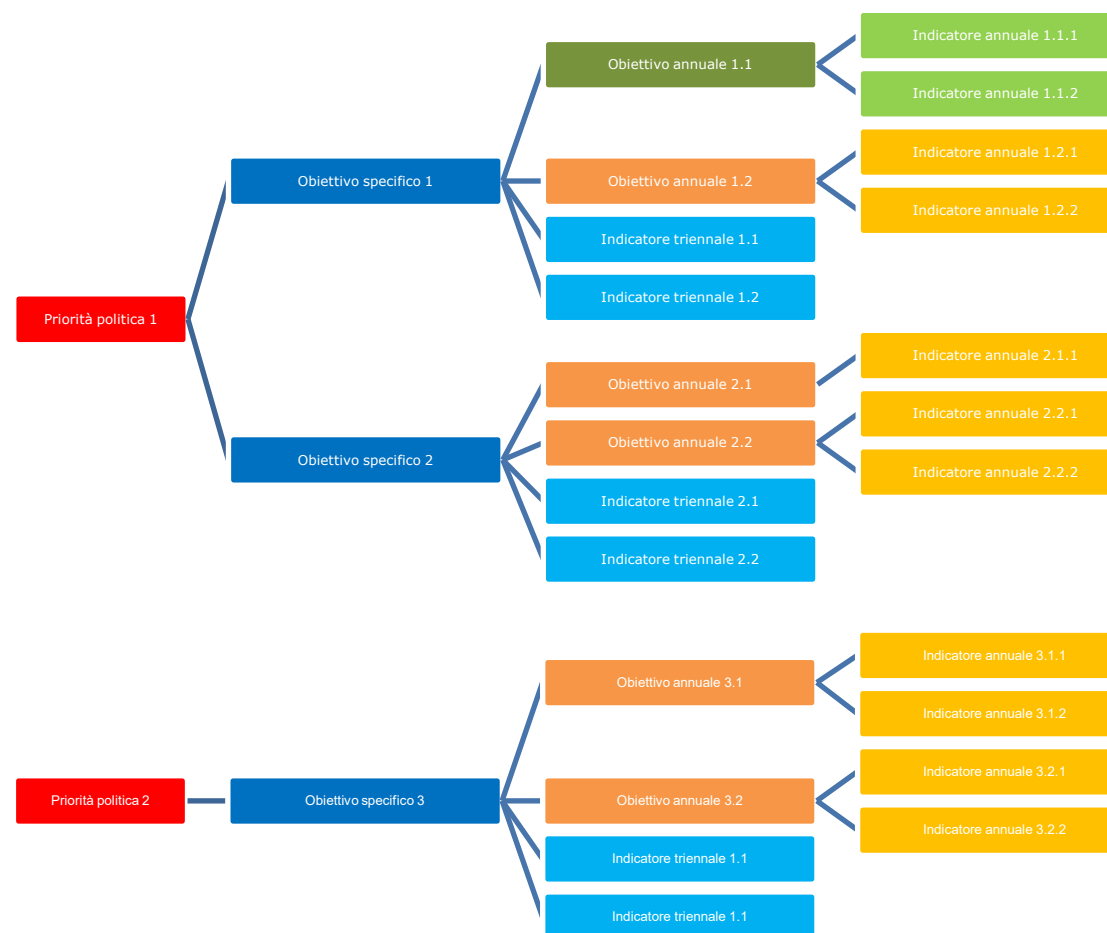 Indicatore annuale 1.1.1
Obiettivo annuale 1.1
Indicatore annuale 1.1.2
Indicatore annuale 1.2.1
Obiettivo specifico 1
Obiettivo annuale 1.2
Indicatore annuale 1.2.2
Indicatore triennale 1.1
Indicatore triennale 1.2
Priorità politica 1
Indicatore annuale 2.1.1
Obiettivo annuale 2.1
Indicatore annuale 2.2.1
Obiettivo annuale 2.2
Obiettivo specifico 2
Indicatore annuale 2.2.2
Indicatore triennale 2.1
Indicatore triennale 2.2
Indicatore annuale 3.1.1
Obiettivo annuale 3.1
Indicatore annuale 3.1.2
Indicatore annuale 3.2.1
Priorità politica 2
Obiettivo specifico 3
Obiettivo annuale 3.2
Indicatore annuale 3.2.2
Indicatore triennale 1.1
Indicatore triennale 1.1